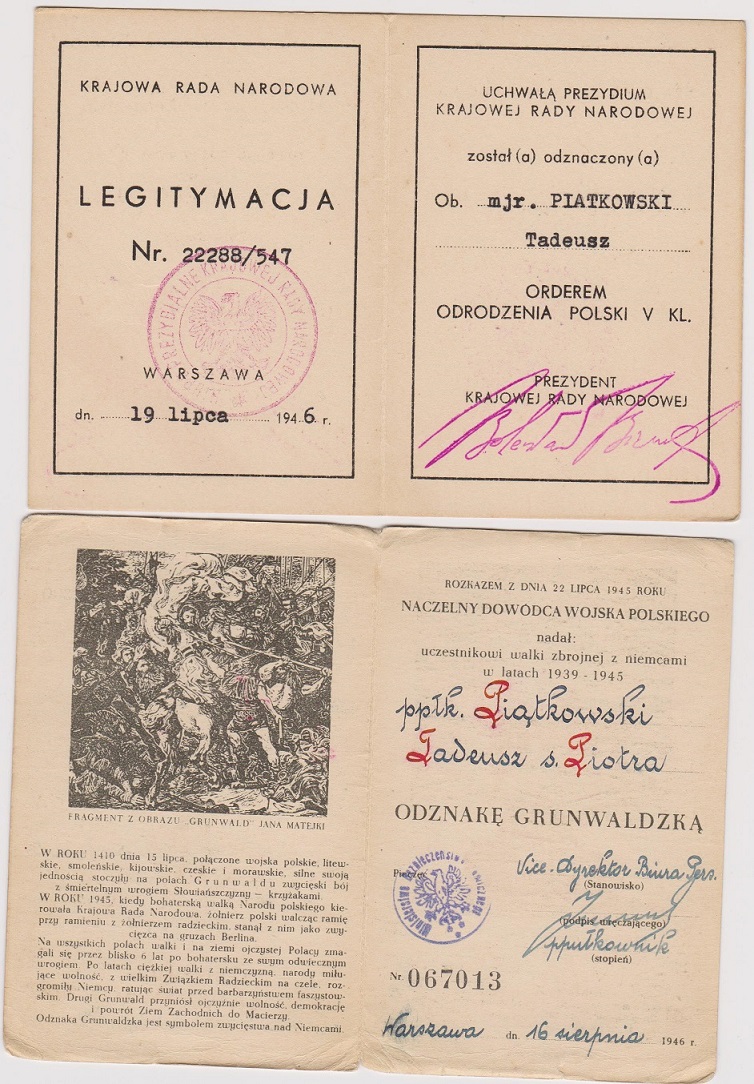 KRAJOWA RADA NARODOWA
LEGITYMACJA
Nr. 22288/547
WARSZAWA
dn. 19 lipca 1946 r.
UCHWAŁĄ PREZYDIUM
KRAJOWEJ RADY NARODOWEJ
został (a) odznaczony (a)
Ob. mjr. PIATKOWSKI
Tadeusz
ORDEREM
ODRODZENIA POLSKI V KL.
PREZYDENT
KRAJOWEJ RADY NARODOWEJ
FRAGMENT Z OBRAZU „GRUNWALD" JANA MATEJKI
W ROKU 1410 dnia 15 lipca, połączone wojska polskie, litew-
skie, smoleńskie, kijowskie, czeskie i morawskie, silne swoją
jednością stoczyły na polach Grunwaldu zwycięski bój
z śmiertelnym wrogiem Słowiańszczyzny — krzyżakami.
W ROKU 1945, kiedy bohaterską walką Narodu polskiego kie-
rowała Krajowa Rada Narodowa, żołnierz polski walcząc ramię
przy ramieniu z żołnierzem radzieckim, stanął z nim jako zwy-
cięzca na gruzach Berlina.
Na wszystkich polach walki i na ziemi ojczystej Polacy zma-
gali się przez blisko 6 lat po bohatersku ze swym odwiecznym
wrogiem. Po latach ciężkiej walki z niemczyzną, narody miłu-
jące wolność, z wielkim Związkiem Radzieckim na czele, roz-
gromiły Niemcy, ratując świat przed barbarzyństwem faszystow-
skim. Drugi Grunwald przyniósł ojczyźnie wolność, demokrację
i powrót Ziem Zachodnich do Macierzy.
Odznaka Grunwaldzka jest symbolem zwycięstwa nad Niemcami.
ROZKAZEM Z DNIA 22 LIPCA 1945 ROKU
NACZELNY DOWÓDCA WOJSKA POLSKIEGO
nadał:
uczestnikowi walki zbrojnej z niemcami
w latach 1939 - 1945
ppłk. Piątkowski
Tadeusz s. Piotra
ODZNAKĘ GRUNWALDZKĄ
Pieczęć
Vice-Dyrektor Biura Pers.
(Stanowisko)
(podpis wręczającego)
ppułkownik
(stopień)
Nr 067013
Warszawa dn. 16 sierpnia 1946 r.